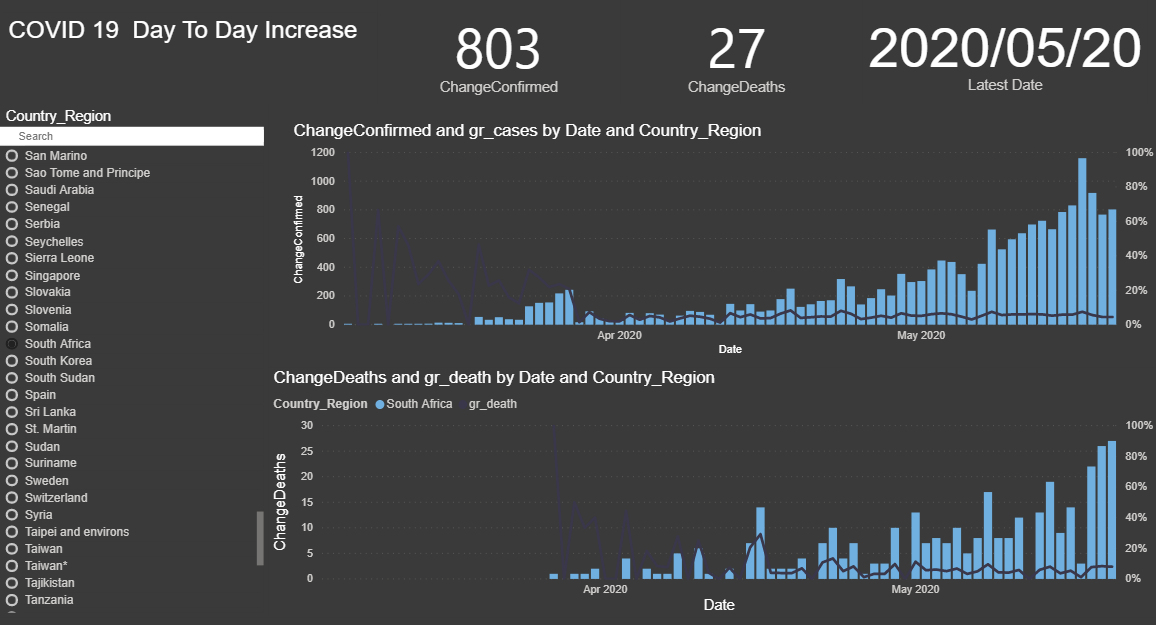 COVID 19 Day To Day Increase
803
ChangeConfirmed
27
ChangeDeaths
2020/05/20
Latest Date
Country_Region
Search
San Marino
Sao Tome and Principe
Saudi Arabia
Senegal
Serbia
Seychelles
Sierra Leone
Singapore
Slovakia
Slovenia
Somalia
South Africa
South Korea
South Sudan
Spain
Sri Lanka
St. Martin
Sudan
Suriname
Sweden
Switzerland
Syria
Taipei and environs
Taiwan
Taiwan*
Tajikistan
Tanzania
ChangeConfirmed and gr_cases by Date and Country_Region
ChangeConfirmed
1200
1000
800
600
400
200
0
100%
80%
60%
40%
20%
0%
Apr 2020
May 2020
Date
ChangeDeaths and gr_death by Date and Country_Region
Country_Region South Africa gr_death
ChangeDeaths
30
25
20
15
10
5
0
100%
80%
60%
40%
20%
0%
Apr 2020
May 2020
Date